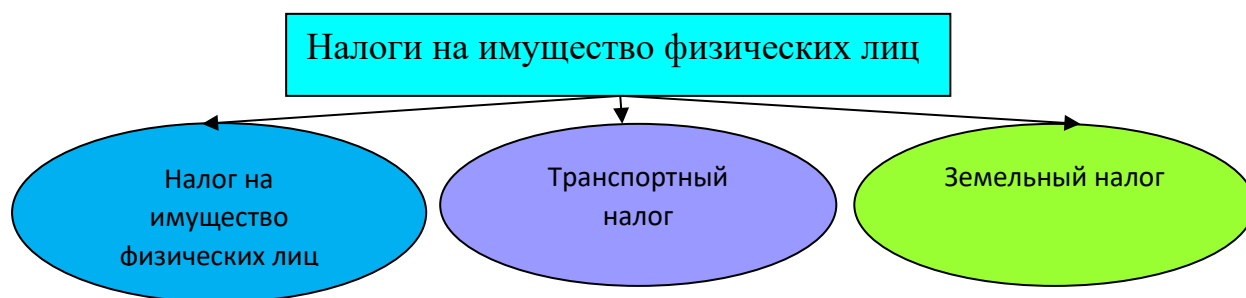 Налоги на имущество физических лиц
Налог на
имущество
физических лиц
Транспортный
налог
Земельный налог